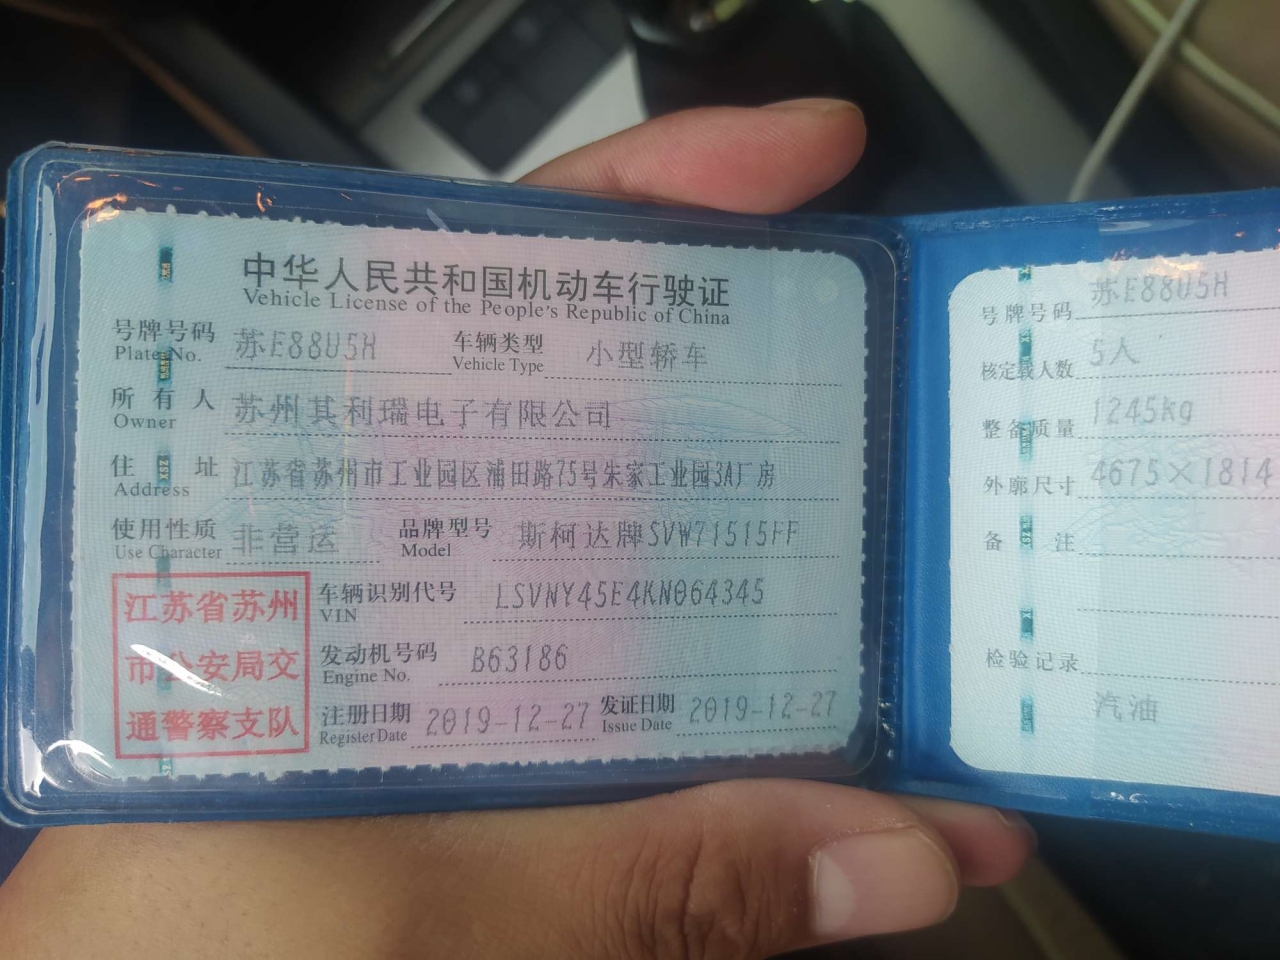 中华人民共和国机动车行驶证
Vehicle License of the People's Republic of China
号牌号码 苏E88U5H 车辆类型 小型轿车
Plate No. Vehicle Type
所有人 苏州其利瑞电子有限公司
Owner
住址 江苏省苏州市工业园区浦田路75号朱家工业园3A厂房
Address
使用性质 非营运 品牌型号 斯柯达牌SVW71515FF
Use Character Model
车辆识别代号 LSVNY45E4KN064345
VIN
发动机号码 B63186
Engine No.
注册日期 2019-12-27 发证日期 2019-12-27
Register Date Issue Date
江苏省苏州
市公安局交
通警察支队
号牌号码 苏E88U5H
核定载人数 5人
整备质量 1245kg
外廓尺寸 4675×1814
备注
检验记录
汽油